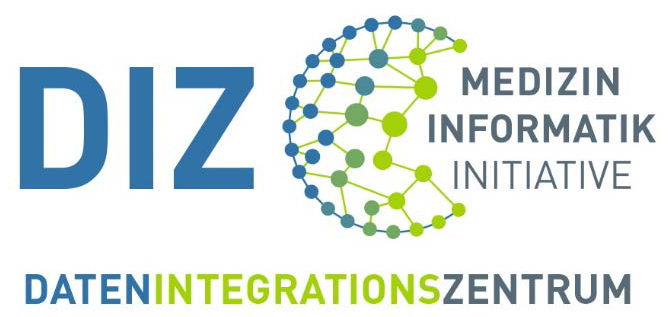 DIZ
MEDIZIN
INFORMATIK
INITIATIVE
DATENINTEGRATIONSZENTRUM